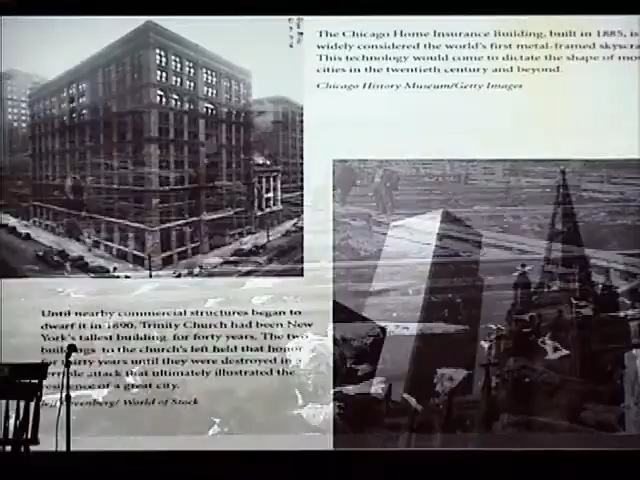 The Chicago Home Insurance Building, built in 1885, is
widely considered the world's first metal-framed skyscra
This technology would come to dictate the shape of mos
cities in the twentieth century and beyond.
Chicago History Museum/Getty Images
Until nearby commercial structures began to
dwarf it in 1890, Trinity Church had been New
York's tallest building for forty years. The two
buildings to the church's left held that honor
for thirty years until they were destroyed in a
attack that ultimately illustrated the
of a great city.
/ World of Stock